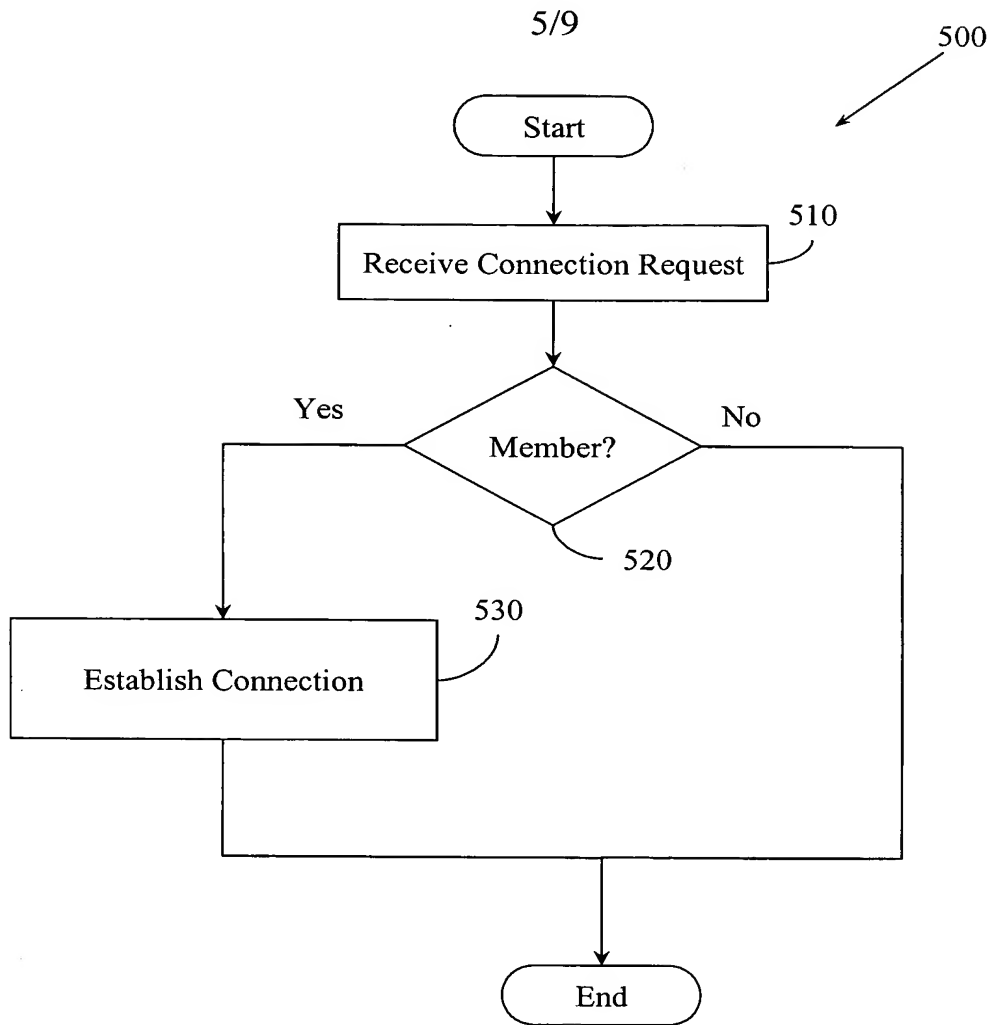 5/9
500
Start
510
Receive Connection Request
Yes
No
Member?
520
530
Establish Connection
End